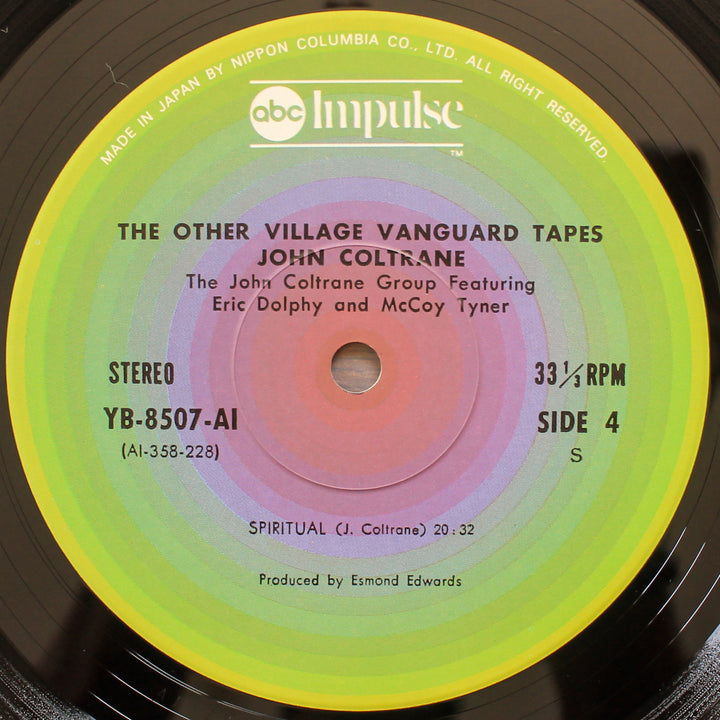 MADE IN JAPAN BY NIPPON COLUMBIA CO., LTD. ALL RIGHT RESERVED.
abc Impulse
TM
THE OTHER VILLAGE VANGUARD TAPES
JOHN COLTRANE
The John Coltrane Group Featuring
Eric Dolphy and McCoy Tyner
STEREO
33 1/3 RPM
YB-8507-AI
SIDE 4
(AI-358-228)
S
SPIRITUAL (J. Coltrane) 20:32
Produced by Esmond Edwards